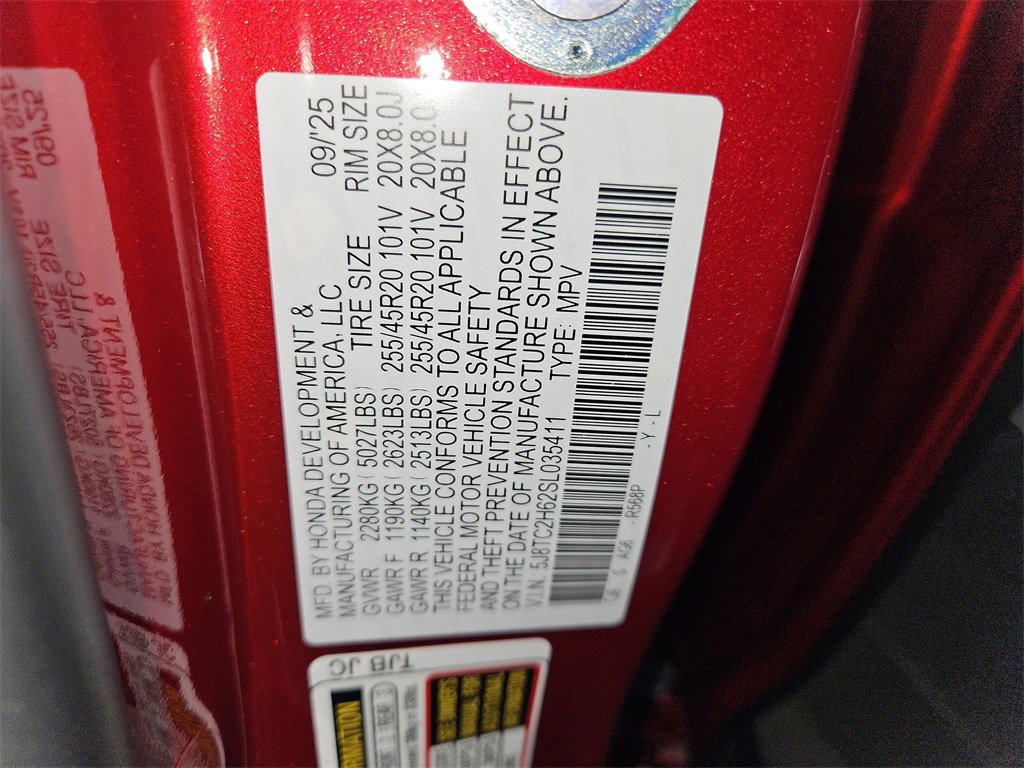 MFD. BY HONDA DEVELOPMENT &
MANUFACTURING OF AMERICA, LLC 09/'25
TIRE SIZE RIM SIZE
GVWR 2280KG ( 5027LBS)
GAWR F 1190KG ( 2623LBS) 255/45R20 101V 20X8.0J
GAWR R 1140KG ( 2513LBS) 255/45R20 101V 20X8.0
THIS VEHICLE CONFORMS TO ALL APPLICABLE
FEDERAL MOTOR VEHICLE SAFETY
AND THEFT PREVENTION STANDARDS IN EFFECT
ON THE DATE OF MANUFACTURE SHOWN ABOVE.
V.I.N. 5J8TC2H62SL035411 TYPE: MPV
AG6 - R568P - Y - L
TJB JC